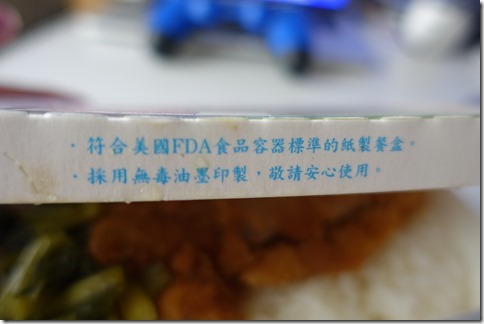 ·符合美國FDA食品容器標準的紙製餐盒。
·採用無毒油墨印製，敬請安心使用。